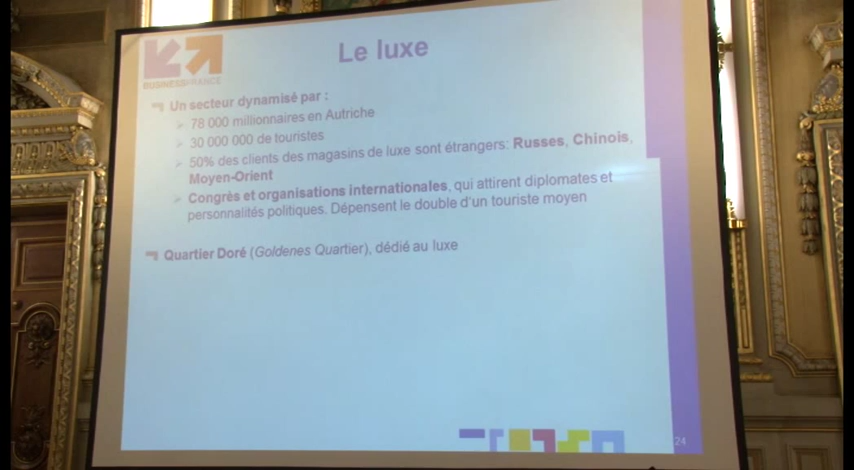 Le luxe
BUSINESS FRANCE
Un secteur dynamisé par :
78 000 millionnaires en Autriche
30 000 000 de touristes
50% des clients des magasins de luxe sont étrangers: Russes, Chinois,
Moyen-Orient
Congrès et organisations internationales, qui attirent diplomates et
personnalités politiques. Dépensent le double d'un touriste moyen
Quartier Doré (Goldenes Quartier), dédié au luxe
24